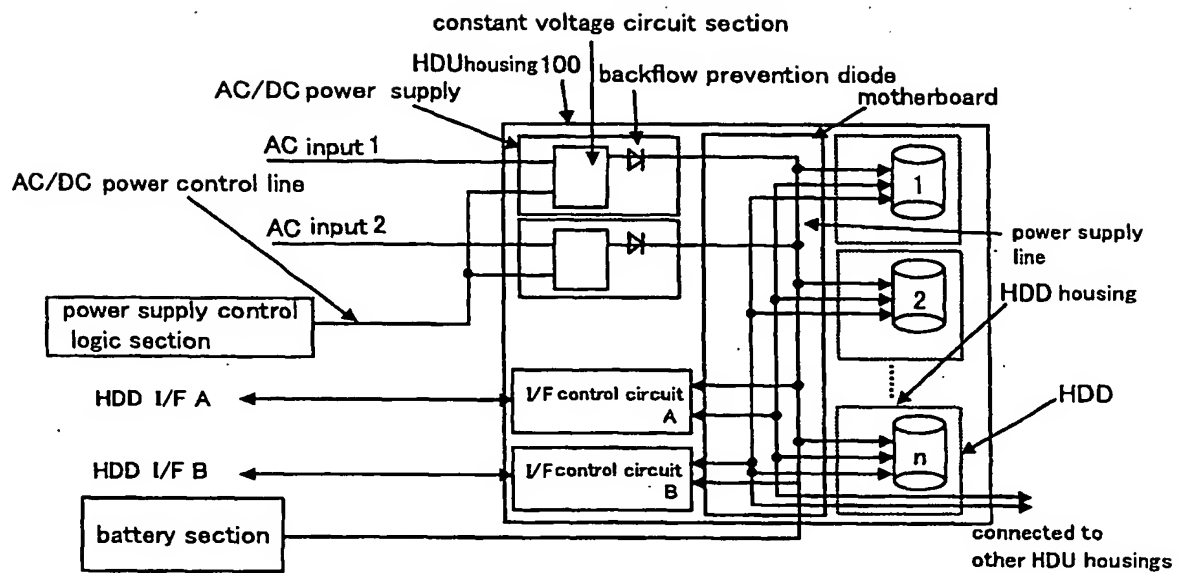 constant voltage circuit section
HDUhousing100
backflow prevention diode
AC/DC power supply
motherboard
AC input 1
AC/DC power control line
1
AC input 2
power supply
line
2
HDD housing
power supply control
logic section
HDD I/F A
I/F control circuit
A
HDD
n
HDD I/F B
I/F control circuit
B
battery section
connected to
other HDU housings